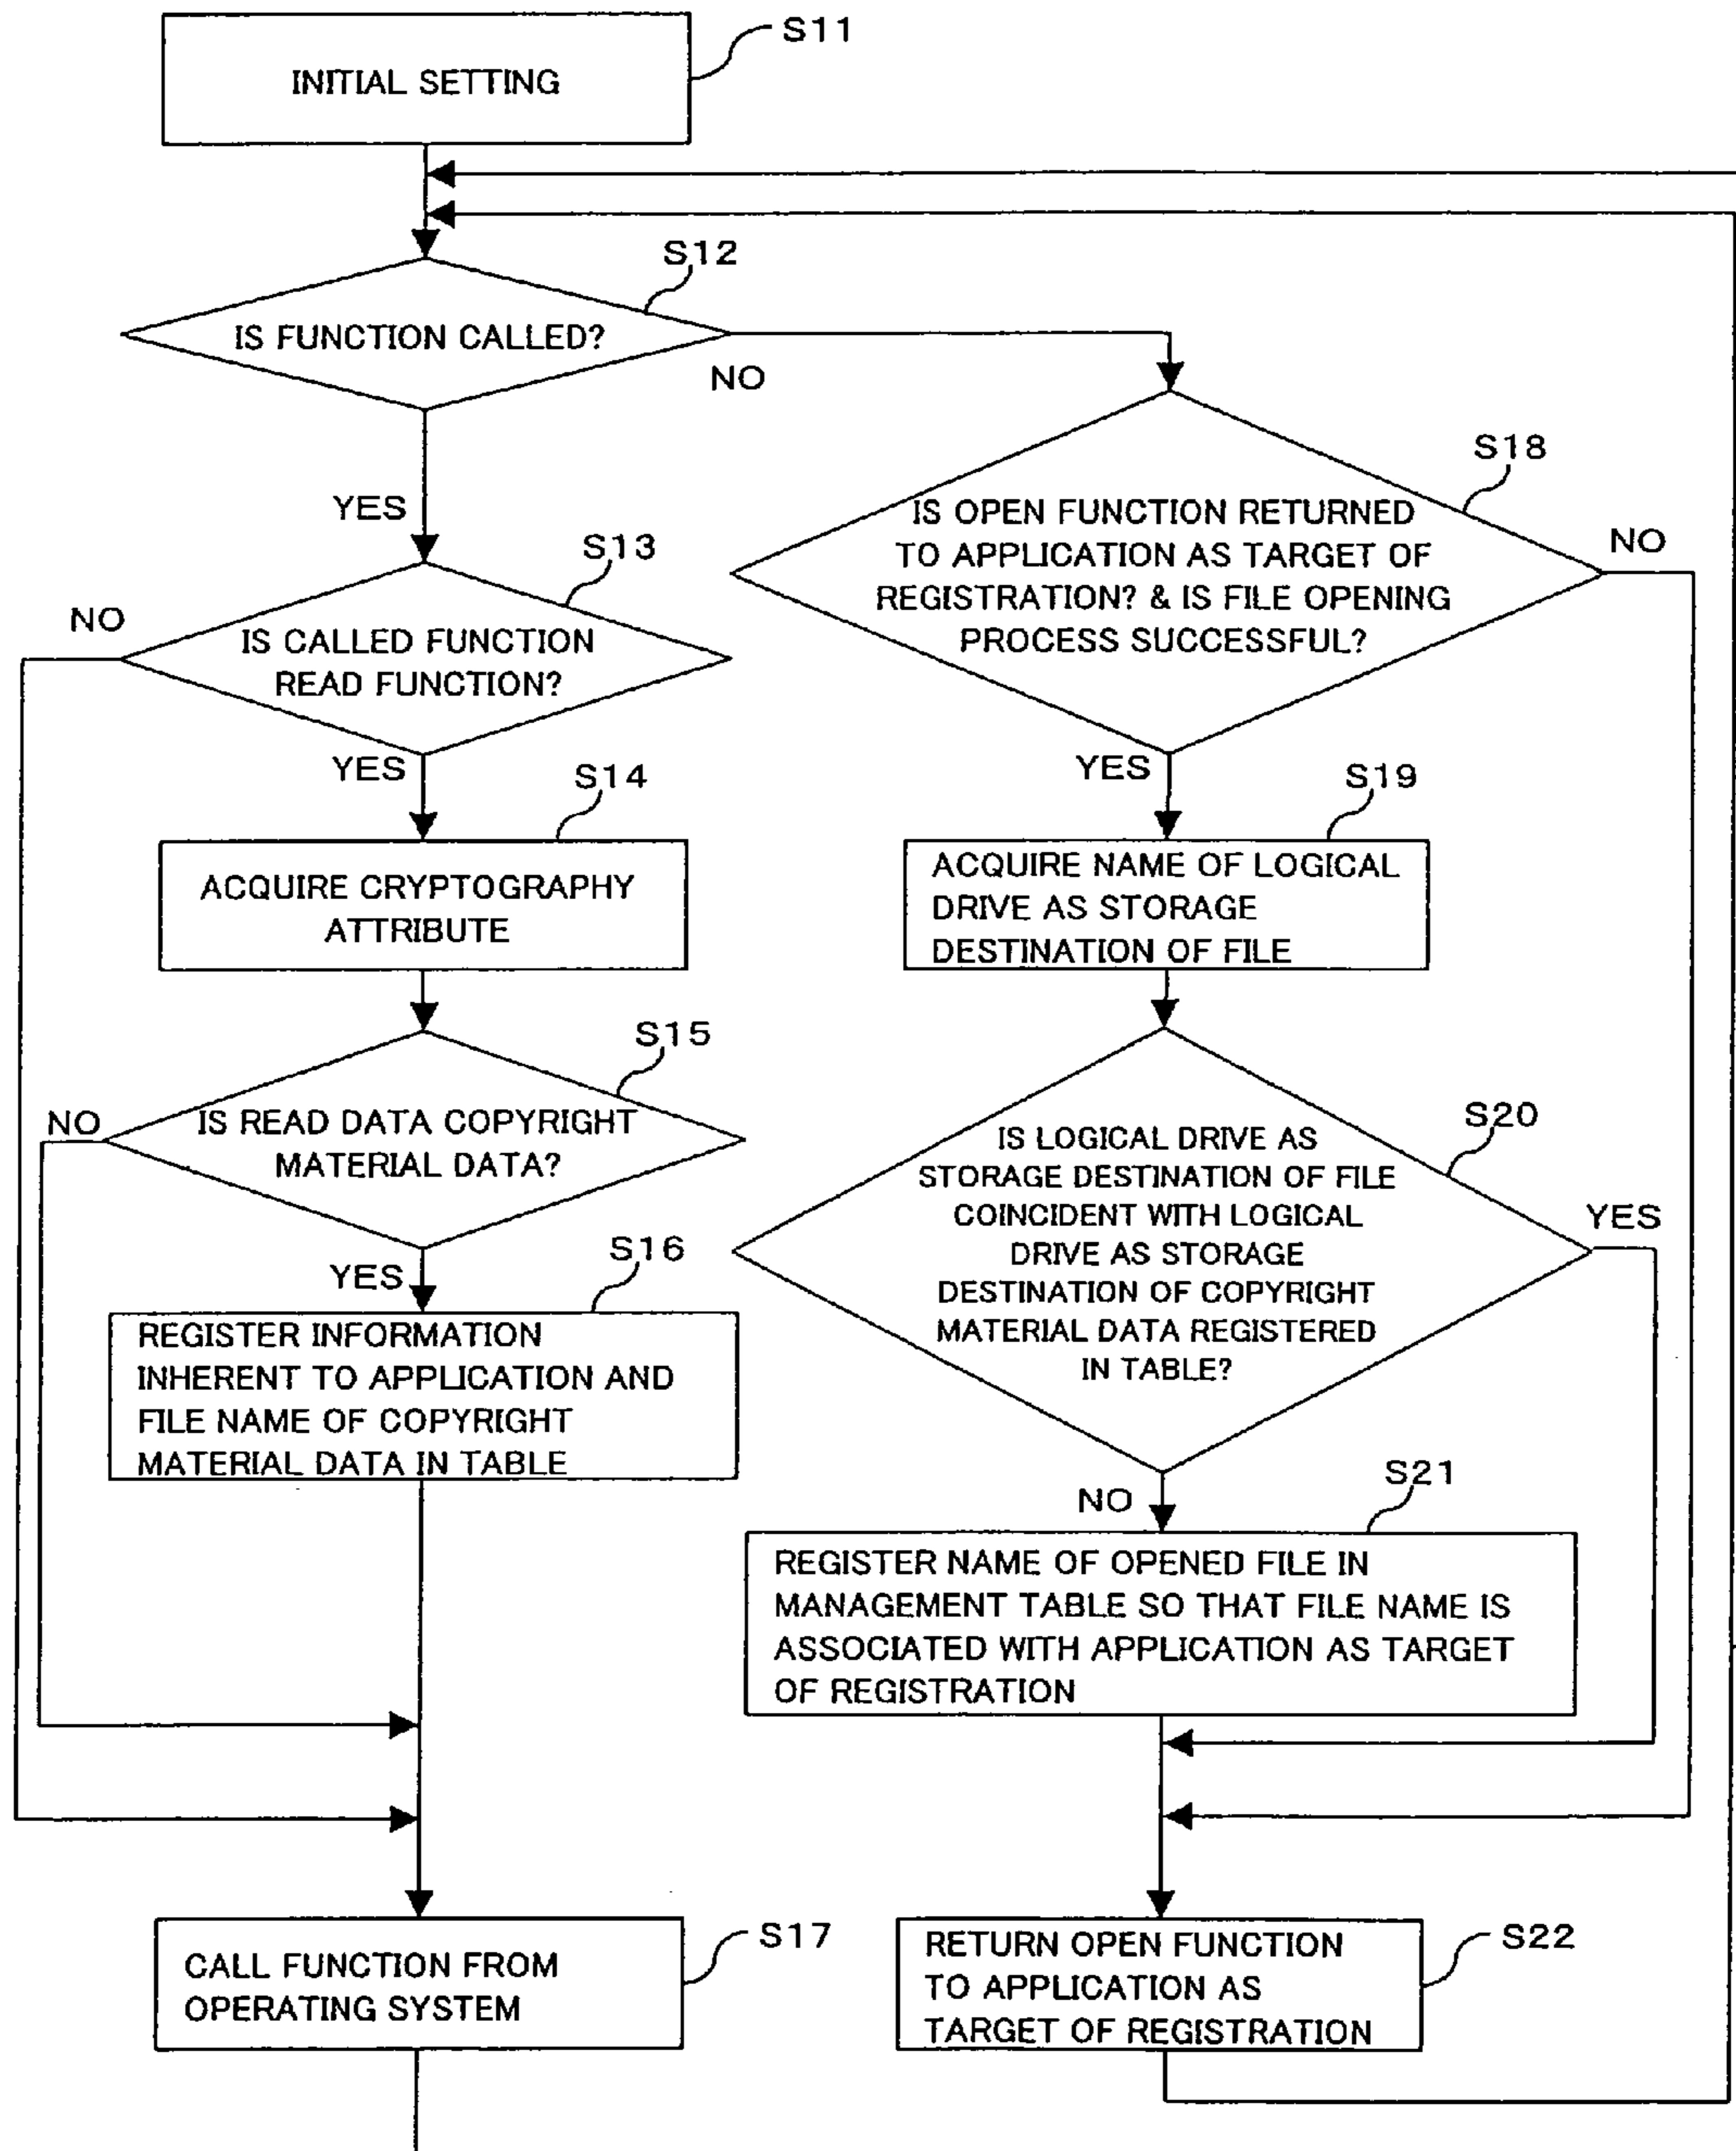 S11
INITIAL SETTING
S12
IS FUNCTION CALLED?
NO
YES
S13
NO
IS CALLED FUNCTION
READ FUNCTION?
YES
S14
ACQUIRE CRYPTOGRAPHY
ATTRIBUTE
S15
NO
IS READ DATA COPYRIGHT
MATERIAL DATA?
YES
S16
REGISTER INFORMATION
INHERENT TO APPLICATION AND
FILE NAME OF COPYRIGHT
MATERIAL DATA IN TABLE
S17
CALL FUNCTION FROM
OPERATING SYSTEM
S18
IS OPEN FUNCTION RETURNED
TO APPLICATION AS TARGET OF
REGISTRATION? & IS FILE OPENING
PROCESS SUCCESSFUL?
NO
YES
S19
ACQUIRE NAME OF LOGICAL
DRIVE AS STORAGE
DESTINATION OF FILE
S20
IS LOGICAL DRIVE AS
STORAGE DESTINATION OF FILE
COINCIDENT WITH LOGICAL
DRIVE AS STORAGE
DESTINATION OF COPYRIGHT
MATERIAL DATA REGISTERED
IN TABLE?
YES
NO
S21
REGISTER NAME OF OPENED FILE IN
MANAGEMENT TABLE SO THAT FILE NAME IS
ASSOCIATED WITH APPLICATION AS TARGET
OF REGISTRATION
S22
RETURN OPEN FUNCTION
TO APPLICATION AS
TARGET OF REGISTRATION